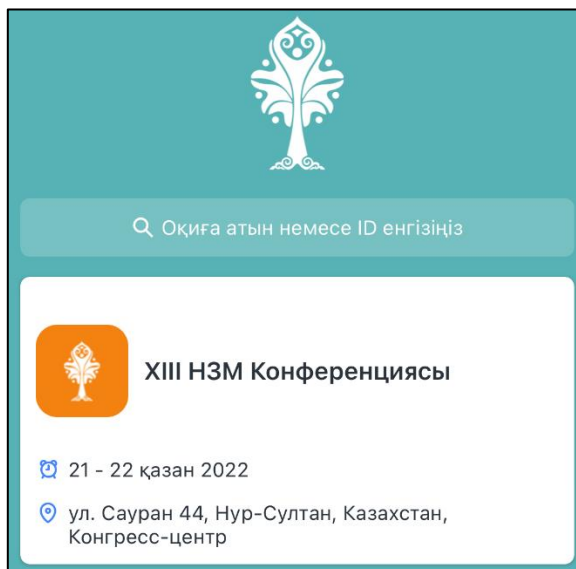 Оқиға атын немесе ID енгізіңіз
XIII НЗМ Конференциясы
21 - 22 қазан 2022
ул. Сауран 44, Нур-Султан, Казахстан,
Конгресс-центр